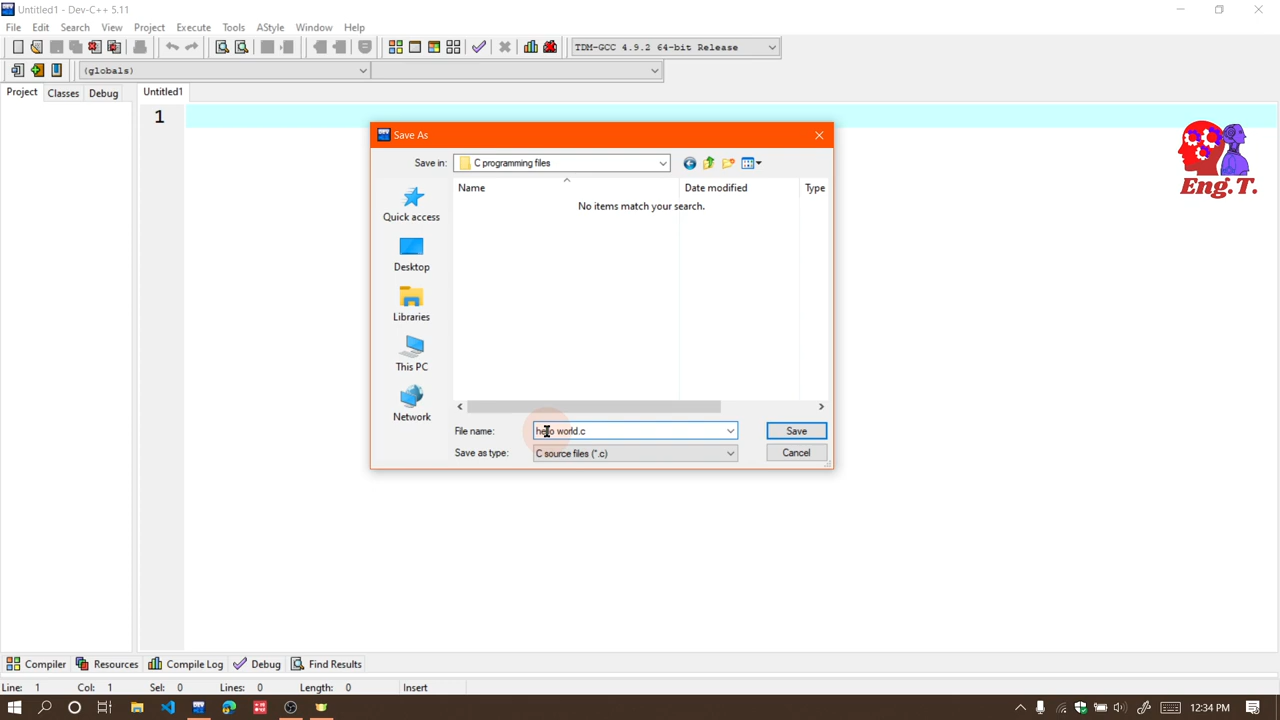 Untitled1 - Dev-C++ 5.11
File Edit Search View Project Execute Tools AStyle Window Help
TDM-GCC 4.9.2 64-bit Release
(globals)
Project Classes Debug Untitled1
1
Save As
Save in: C programming files
Name Date modified Type
No items match your search.
Quick access
Desktop
Libraries
This PC
Network
File name: hello world.c Save
Save as type: C source files (*.c) Cancel
Eng.T.
Compiler Resources Compile Log Debug Find Results
Line: 1 Col: 1 Sel: 0 Lines: 0 Length: 0 Insert
12:34 PM